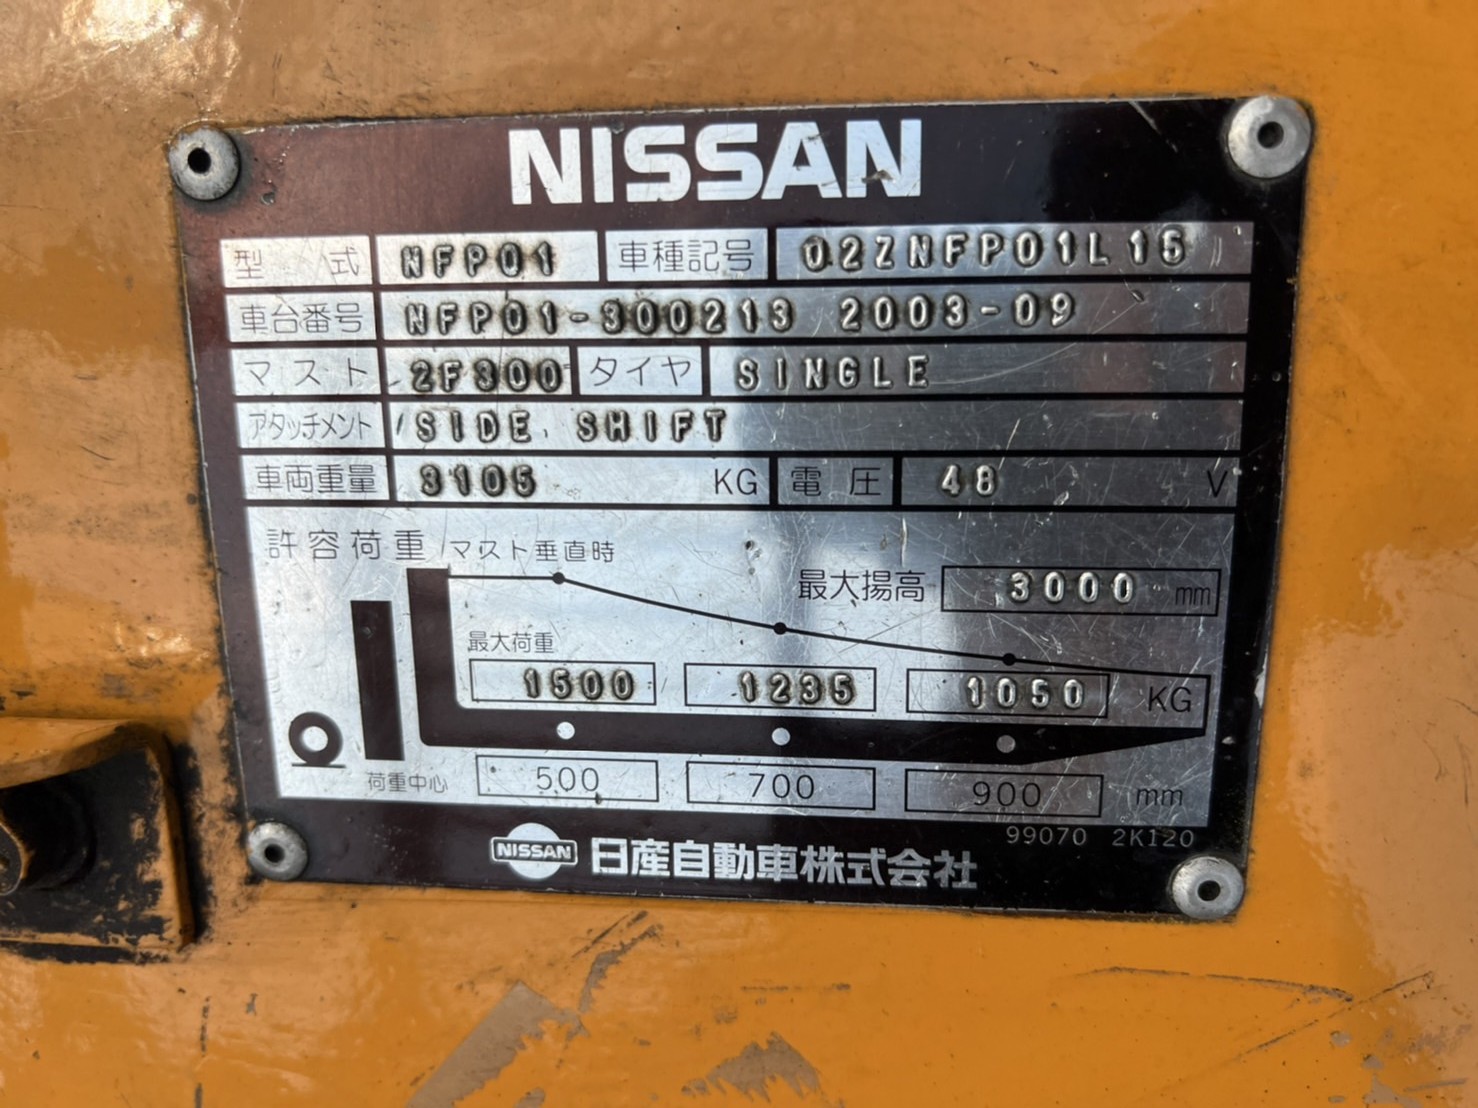 NISSAN
型式 NFP01 車種記号 02ZNFP01L15
車台番号 NFP01-300213 2003-09
マスト 2F300 タイヤ SINGLE
アタッチメント SIDE SHIFT
車両重量 3105 KG 電圧 48 V
許容荷重 マスト垂直時
最大揚高 3000 mm
最大荷重
1500 1235 1050 KG
荷重中心 500 700 900 mm
99070 2K120
NISSAN 日産自動車株式会社